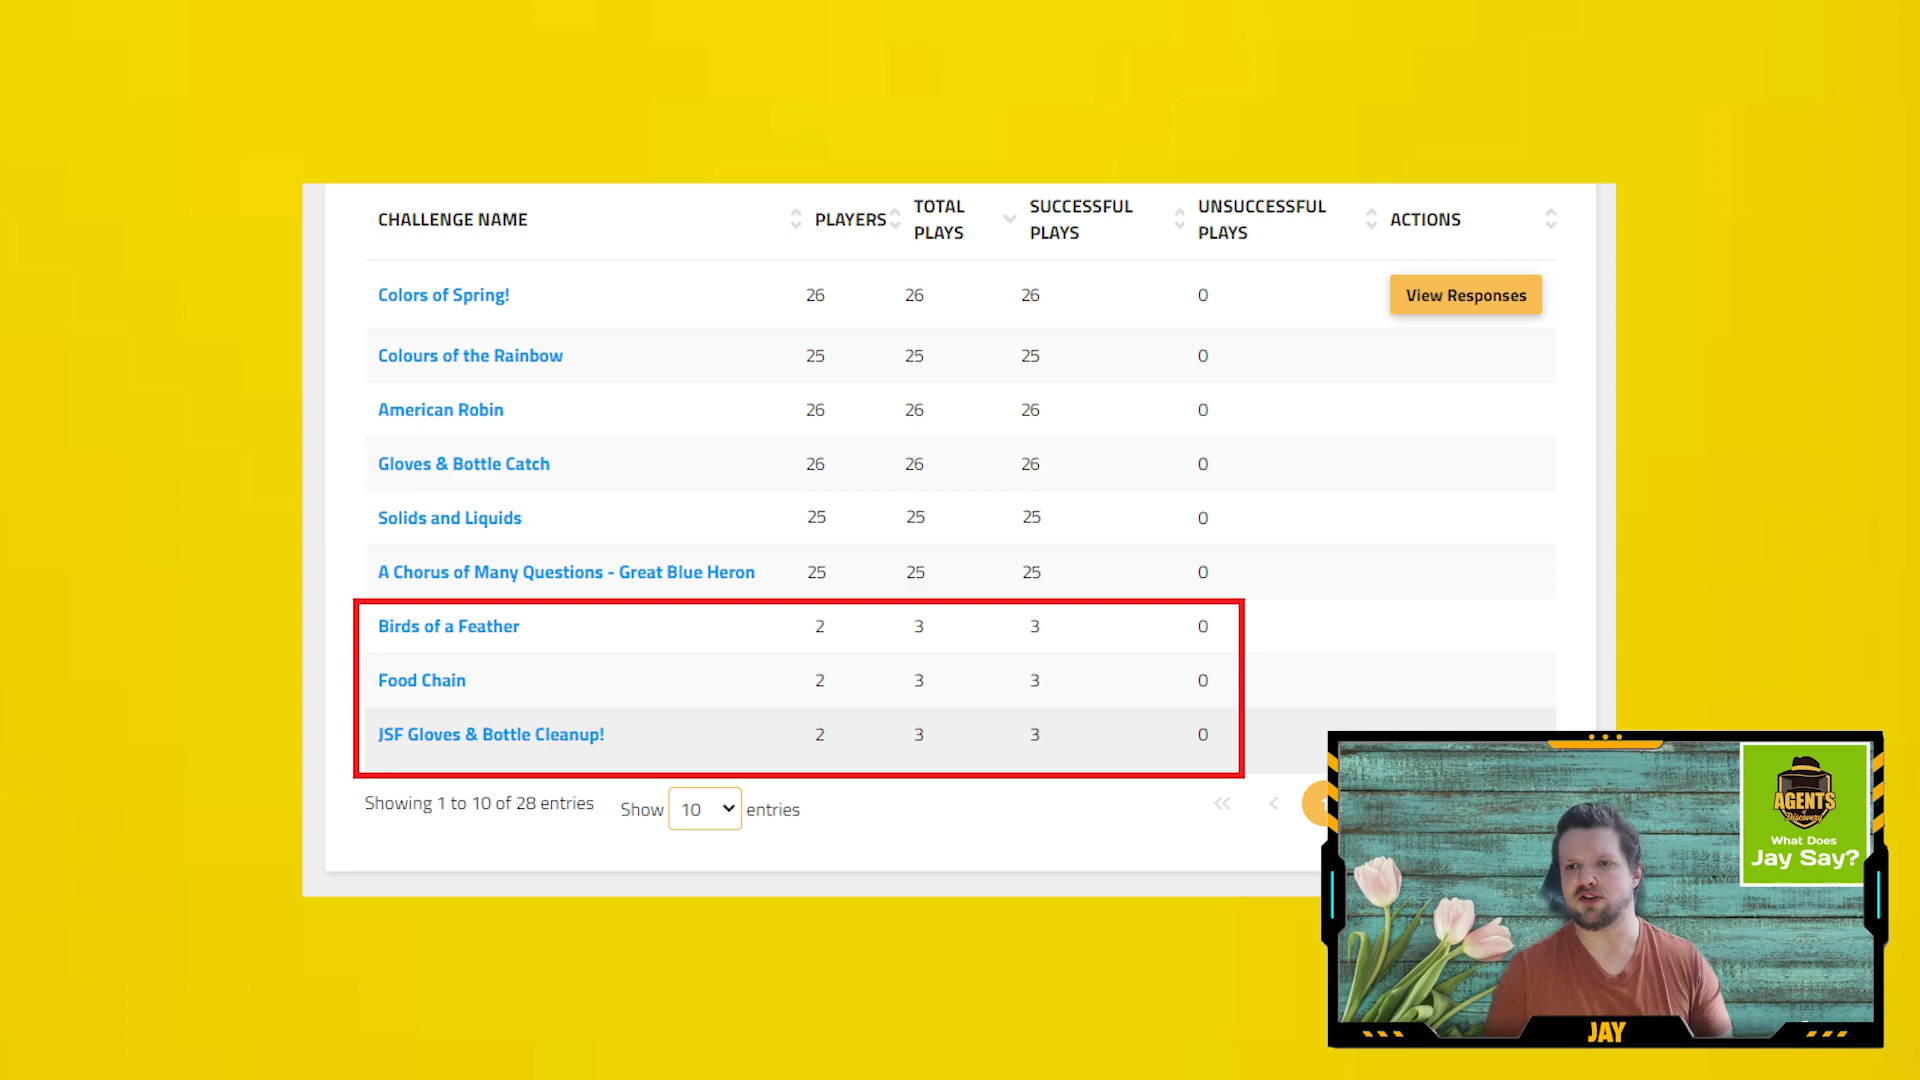 CHALLENGE NAME PLAYERS TOTAL PLAYS SUCCESSFUL PLAYS UNSUCCESSFUL PLAYS ACTIONS
Colors of Spring! 26 26 26 0 View Responses
Colours of the Rainbow 25 25 25 0
American Robin 26 26 26 0
Gloves & Bottle Catch 26 26 26 0
Solids and Liquids 25 25 25 0
A Chorus of Many Questions - Great Blue Heron 25 25 25 0
Birds of a Feather 2 3 3 0
Food Chain 2 3 3 0
JSF Gloves & Bottle Cleanup! 2 3 3 0
Showing 1 to 10 of 28 entries Show 10 entries « ‹ 1
AGENTS
of Discovery
What Does
Jay Say?
JAY